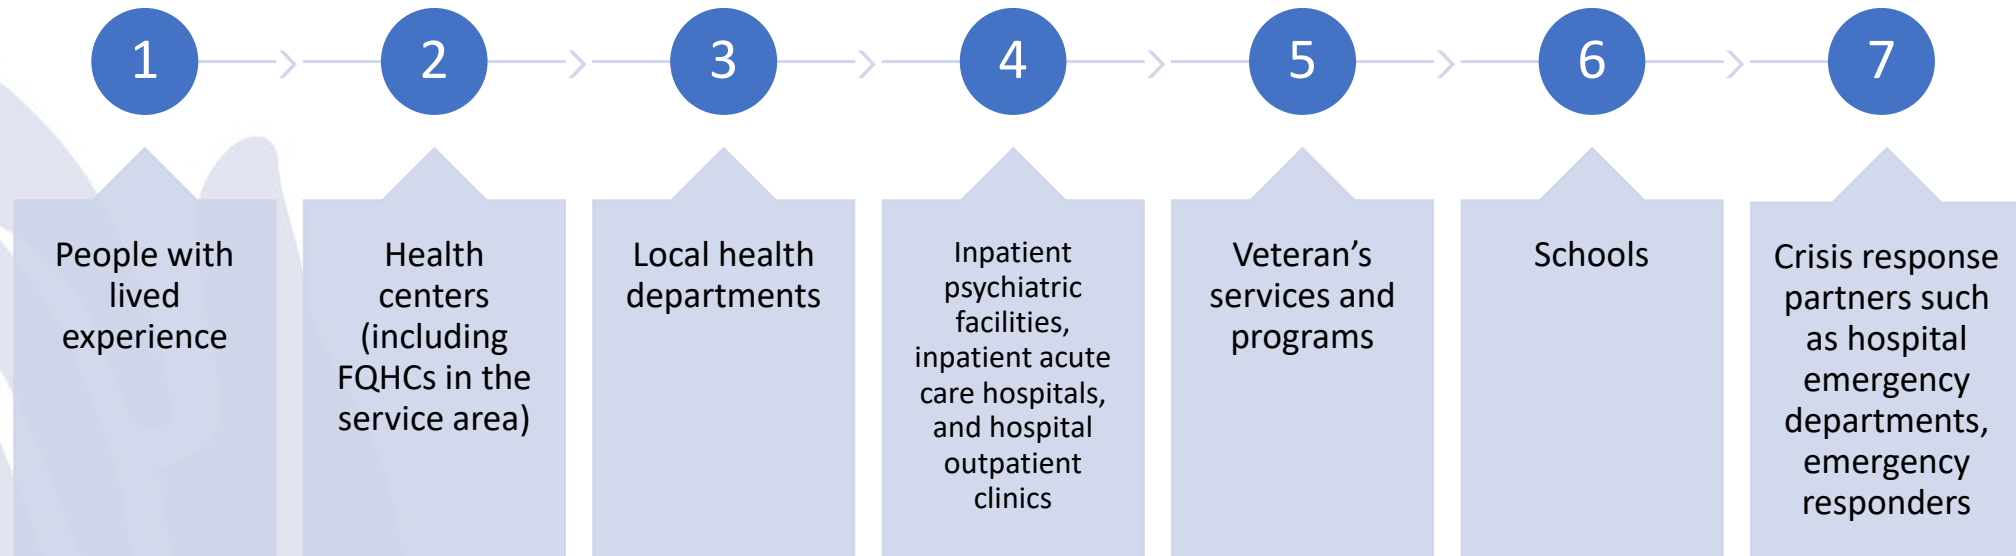 1
2
3
4
5
6
7
People with
lived
experience
Health
centers
(including
FQHCs in the
service area)
Local health
departments
Inpatient
psychiatric
facilities,
inpatient acute
care hospitals,
and hospital
outpatient
clinics
Veteran’s
services and
programs
Schools
Crisis response
partners such
as hospital
emergency
departments,
emergency
responders